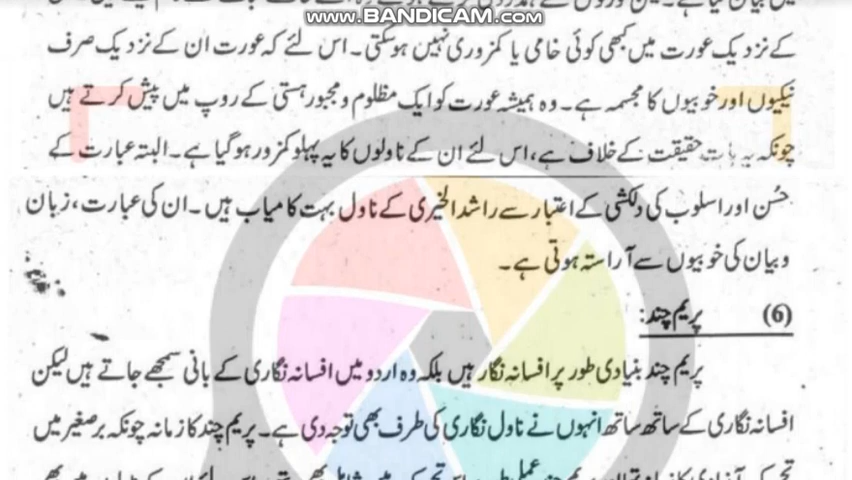 www.BANDICAM.com
کے نزدیک عورت میں کبھی کوئی خامی یا کمزوری نہیں ہوسکتی۔ اس لئے کہ عورت ان کے نزدیک صرف
نیکیوں اور خوبیوں کا مجسمہ ہے۔ وہ ہمیشہ عورت کو ایک مظلوم و مجبور ہستی کے روپ میں پیش کرتے ہیں
چونکہ یہ بات حقیقت کے خلاف ہے، اس لئے ان کے ناولوں کا یہ پہلو کمزور ہوگیا ہے۔ البتہ عبارت کے
حُسن اور اسلوب کی دلکشی کے اعتبار سے راشد الخیری کے ناول بہت کامیاب ہیں۔ ان کی عبارت، زبان
و بیان کی خوبیوں سے آراستہ ہوتی ہے۔
(6) پریم چند:
پریم چند بنیادی طور پر افسانہ نگار ہیں بلکہ وہ اردو میں افسانہ نگاری کے بانی سمجھے جاتے ہیں لیکن
افسانہ نگاری کے ساتھ ساتھ انہوں نے ناول نگاری کی طرف بھی توجہ دی ہے۔ پریم چند کا زمانہ چونکہ برصغیر میں